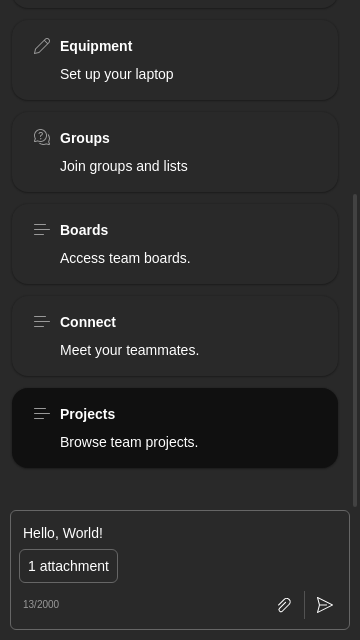 Equipment
Set up your laptop
Groups
Join groups and lists
Boards
Access team boards.
Connect
Meet your teammates.
Projects
Browse team projects.
Hello, World!
1 attachment
13/2000